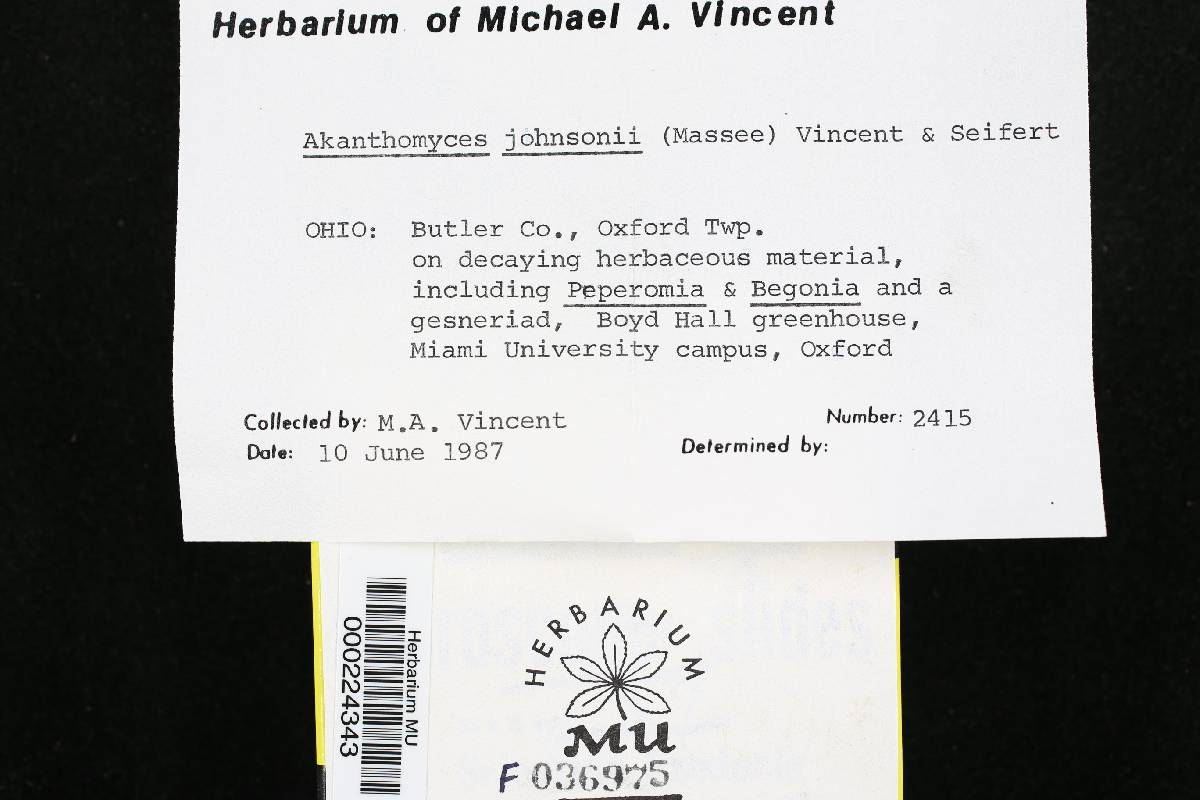 Herbarium of Michael A. Vincent
Akanthomyces johnsonii (Massee) Vincent & Seifert
OHIO: Butler Co., Oxford Twp.
on decaying herbaceous material,
including Peperomia & Begonia and a
gesneriad, Boyd Hall greenhouse,
Miami University campus, Oxford
Collected by: M.A. Vincent Number: 2415
Date: 10 June 1987 Determined by:
Herbarium MU
000224343
HERBARIUM
MU
F 036975